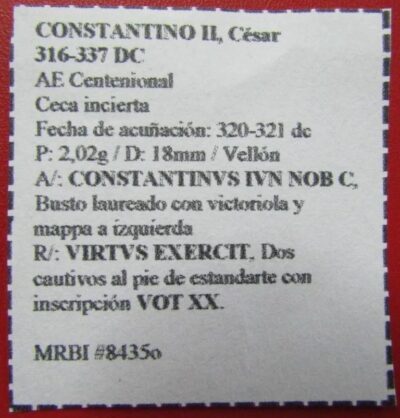 CONSTANTINO II, César
316-337 DC
AE Centenional
Ceca incierta
Fecha de acuñación: 320-321 dc
P: 2,02g / D: 18mm / Vellón
A/: CONSTANTINVS IVN NOB C,
Busto laureado con victoriola y
mappa a izquierda
R/: VIRTVS EXERCIT, Dos
cautivos al pie de estandarte con
inscripción VOT XX.
MRBI #8435o